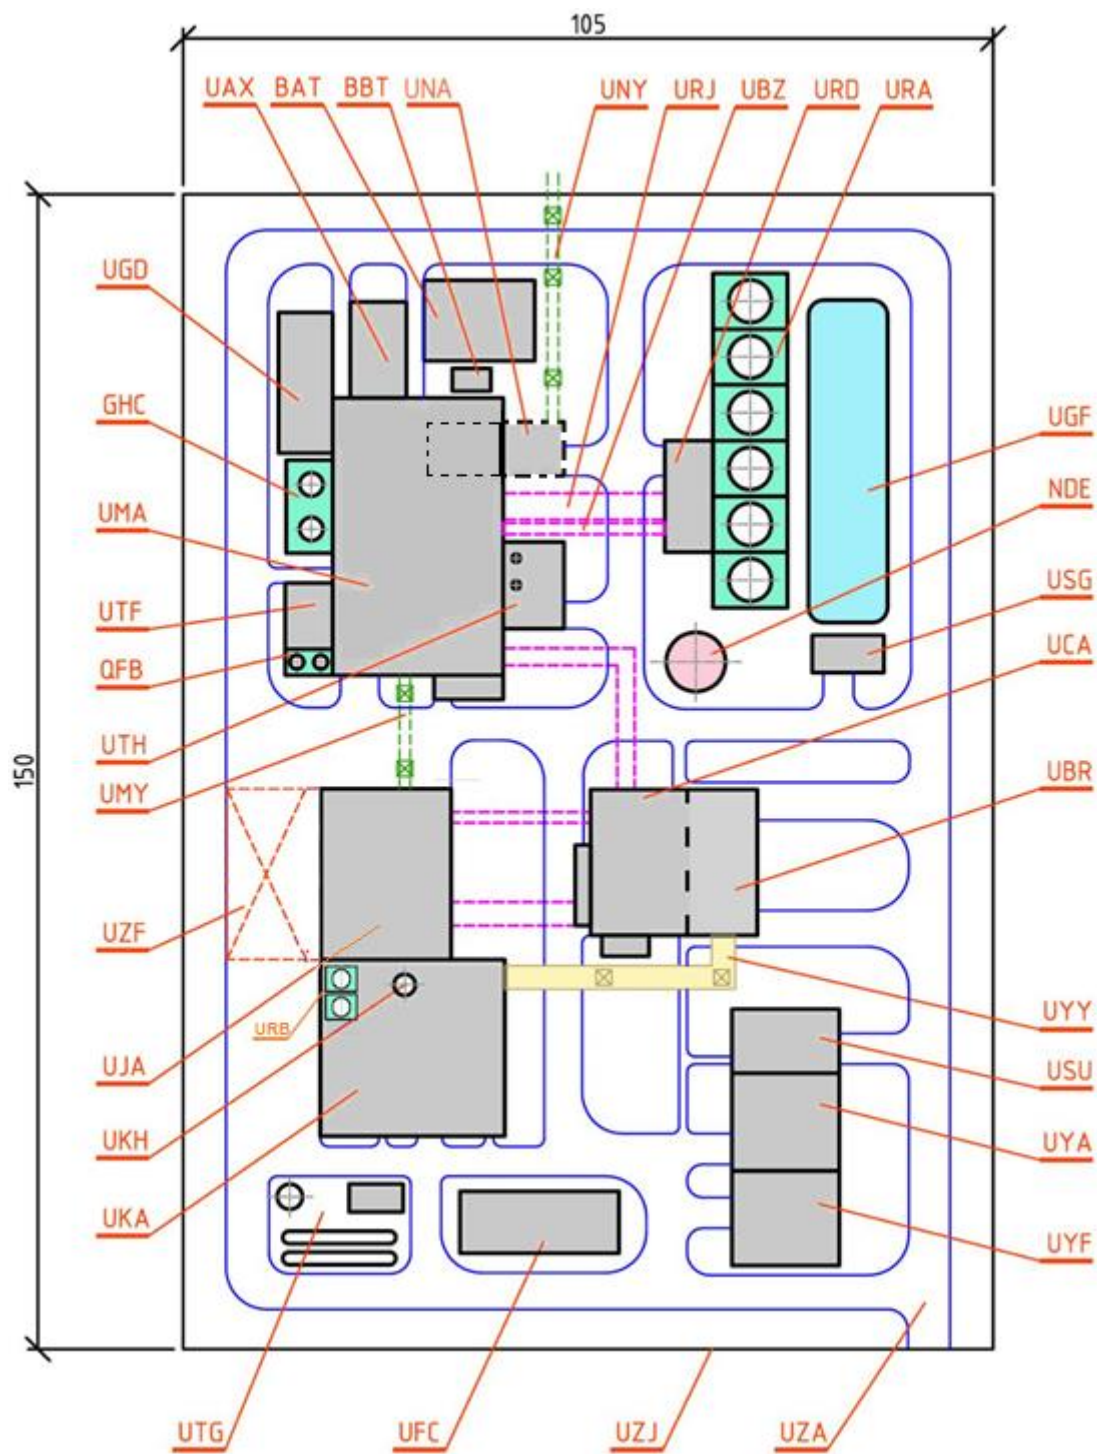 105
UAX BAT BBT UNA UNY URJ UBZ URD URA
UGD
GHC
UGF
NDE
UMA
USG
UTF
UCA
QFB
UTH
UBR
150
UMY
UZF
URB
UYY
UJA
USU
UKH
UYA
UKA
UYF
UTG UFC UZJ UZA